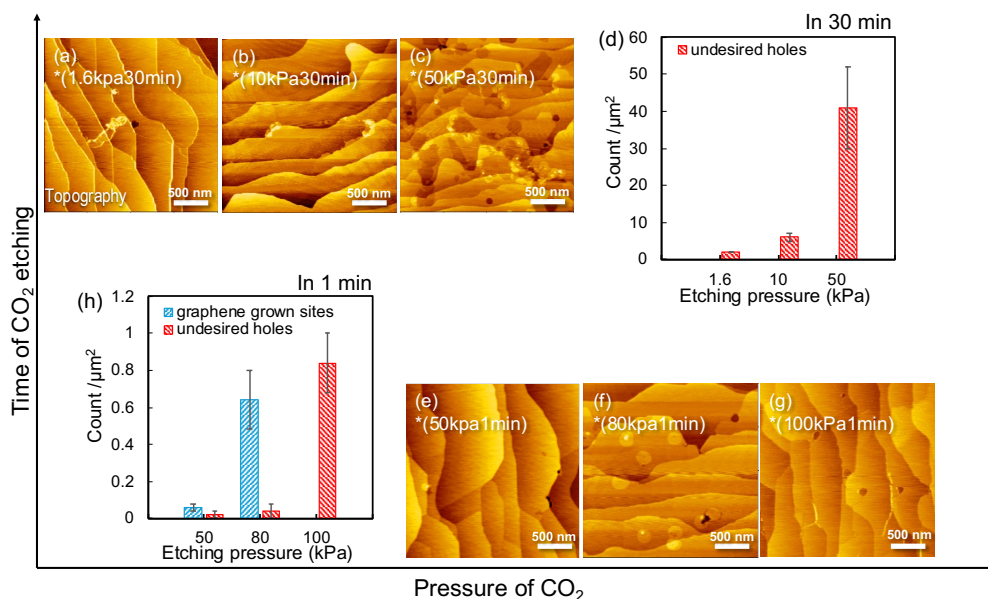 Time of CO2 etching
(a)
*(1.6kpa30min)
Topography
500 nm
(b)
*(10kPa30min)
500 nm
(c)
*(50kPa30min)
500 nm
In 30 min
(d)
undesired holes
Count /μm2
60
50
40
30
20
10
0
1.6 10 50
Etching pressure (kPa)
In 1 min
(h)
graphene grown sites
undesired holes
Count /μm2
1.2
1
0.8
0.6
0.4
0.2
0
50 80 100
Etching pressure (kPa)
(e)
*(50kpa1min)
500 nm
(f)
*(80kpa1min)
500 nm
(g)
*(100kPa1min)
500 nm
Pressure of CO2